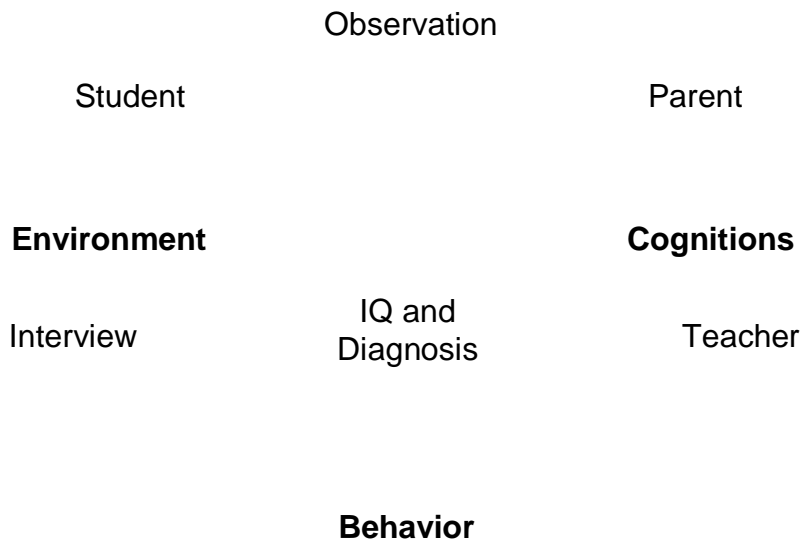 Observation
Student
Parent
Environment
Cognitions
Interview
IQ and
Diagnosis
Teacher
Behavior